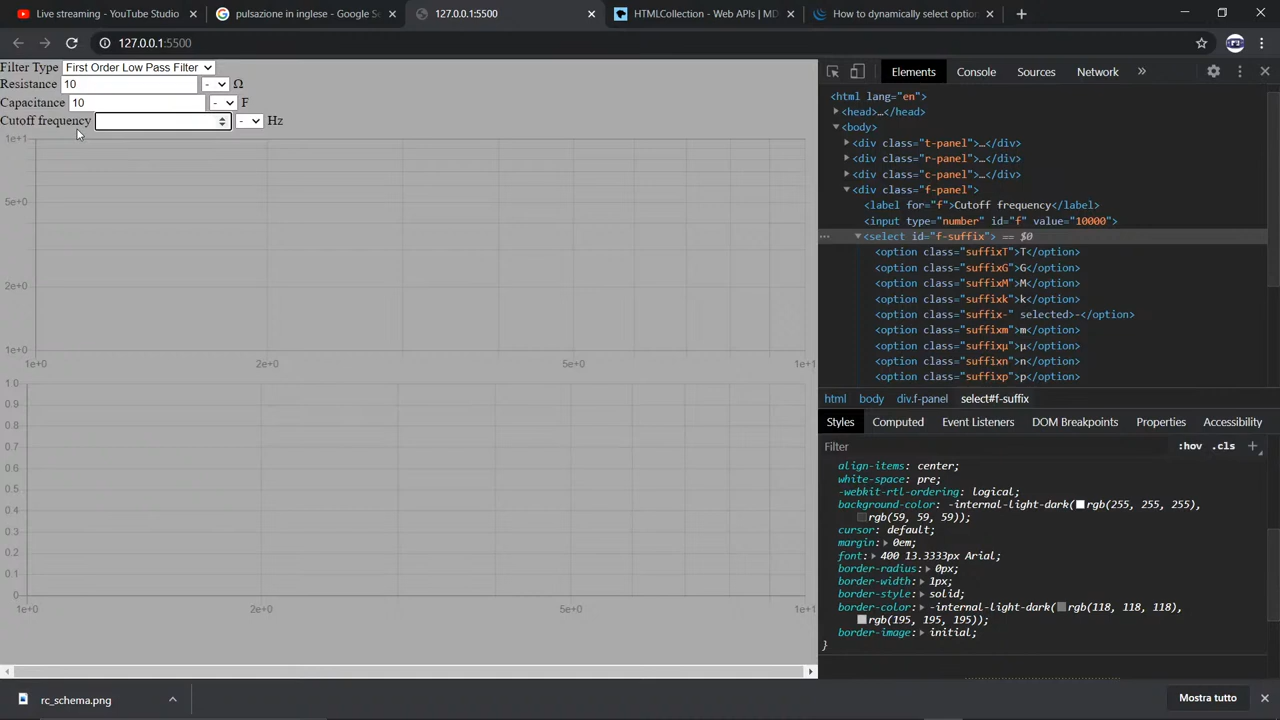 Live streaming - YouTube Studio
pulsazione in inglese - Google Se
127.0.0.1:5500
HTMLCollection - Web APIs | MD
How to dynamically select option
127.0.0.1:5500
Filter Type First Order Low Pass Filter
Resistance 10 - Ω
Capacitance 10 - F
Cutoff frequency - Hz
1e+1
5e+0
2e+0
1e+0
1e+0 2e+0 5e+0 1e+1
1.0
0.9
0.8
0.7
0.6
0.5
0.4
0.3
0.2
0.1
0
1e+0 2e+0 5e+0 1e+1
Elements Console Sources Network »
<html lang="en">
<head>…</head>
<body>
<div class="t-panel">…</div>
<div class="r-panel">…</div>
<div class="c-panel">…</div>
<div class="f-panel">
<label for="f">Cutoff frequency</label>
<input type="number" id="f" value="10000">
… <select id="f-suffix"> == $0
<option class="suffixT">T</option>
<option class="suffixG">G</option>
<option class="suffixM">M</option>
<option class="suffixk">k</option>
<option class="suffix-" selected>-</option>
<option class="suffixm">m</option>
<option class="suffixµ">µ</option>
<option class="suffixn">n</option>
<option class="suffixp">p</option>
html body div.f-panel select#f-suffix
Styles Computed Event Listeners DOM Breakpoints Properties Accessibility
Filter :hov .cls +
align-items: center;
white-space: pre;
-webkit-rtl-ordering: logical;
background-color: -internal-light-dark(rgb(255, 255, 255),
rgb(59, 59, 59));
cursor: default;
margin: 0em;
font: 400 13.3333px Arial;
border-radius: 0px;
border-width: 1px;
border-style: solid;
border-color: -internal-light-dark(rgb(118, 118, 118),
rgb(195, 195, 195));
border-image: initial;
}
rc_schema.png
Mostra tutto